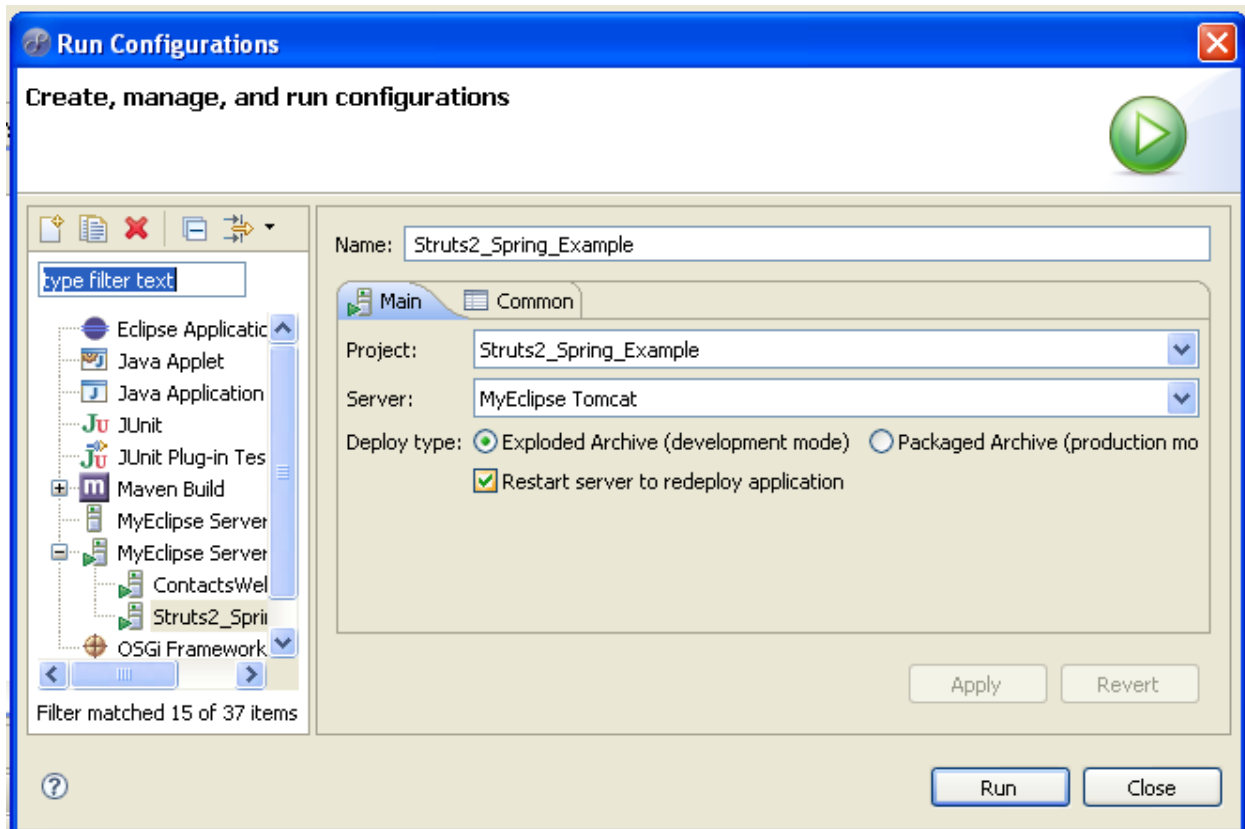 Run Configurations
Create, manage, and run configurations
type filter text
Eclipse Applicatic
Java Applet
Java Application
JUnit
JUnit Plug-in Tes
Maven Build
MyEclipse Server
MyEclipse Server
ContactsWel
Struts2_Sprin
OSGi Framework
Filter matched 15 of 37 items
Name: Struts2_Spring_Example
Main Common
Project: Struts2_Spring_Example
Server: MyEclipse Tomcat
Deploy type: Exploded Archive (development mode) Packaged Archive (production mo
Restart server to redeploy application
Apply Revert
Run Close